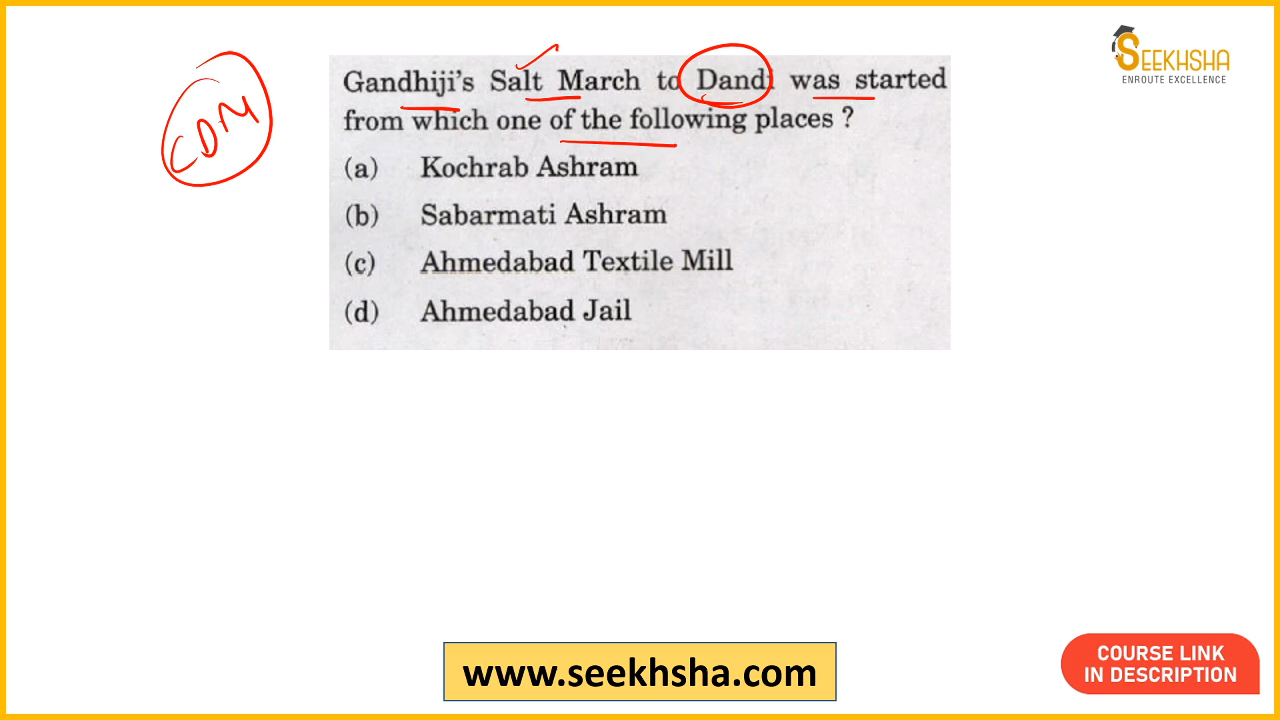 SEEKHSHA
ENROUTE EXCELLENCE
CDM
Gandhiji's Salt March to Dandi was started
from which one of the following places ?
(a) Kochrab Ashram
(b) Sabarmati Ashram
(c) Ahmedabad Textile Mill
(d) Ahmedabad Jail
www.seekhsha.com
COURSE LINK
IN DESCRIPTION